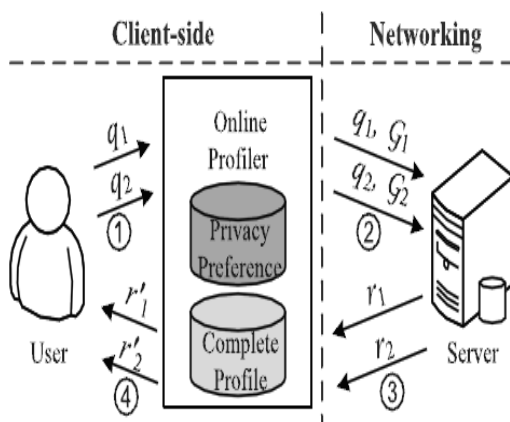 Client-side
Networking
Online
Profiler
q1
q2
①
q1, G1
q2, G2
②
Privacy
Preference
r1
r2
③
Complete
Profile
r'1
r'2
④
User
Server